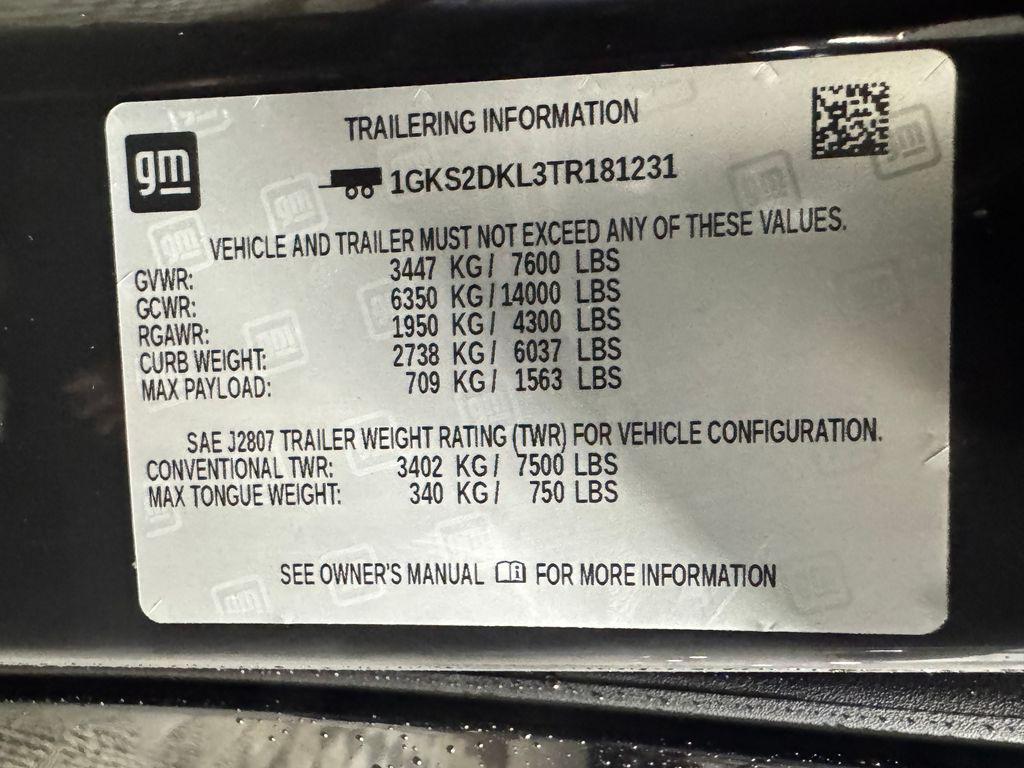 TRAILERING INFORMATION
gm
1GKS2DKL3TR181231
VEHICLE AND TRAILER MUST NOT EXCEED ANY OF THESE VALUES.
GVWR: 3447 KG/ 7600 LBS
GCWR: 6350 KG/14000 LBS
RGAWR: 1950 KG/ 4300 LBS
CURB WEIGHT: 2738 KG/ 6037 LBS
MAX PAYLOAD: 709 KG/ 1563 LBS
SAE J2807 TRAILER WEIGHT RATING (TWR) FOR VEHICLE CONFIGURATION.
CONVENTIONAL TWR: 3402 KG/ 7500 LBS
MAX TONGUE WEIGHT: 340 KG/ 750 LBS
SEE OWNER'S MANUAL FOR MORE INFORMATION